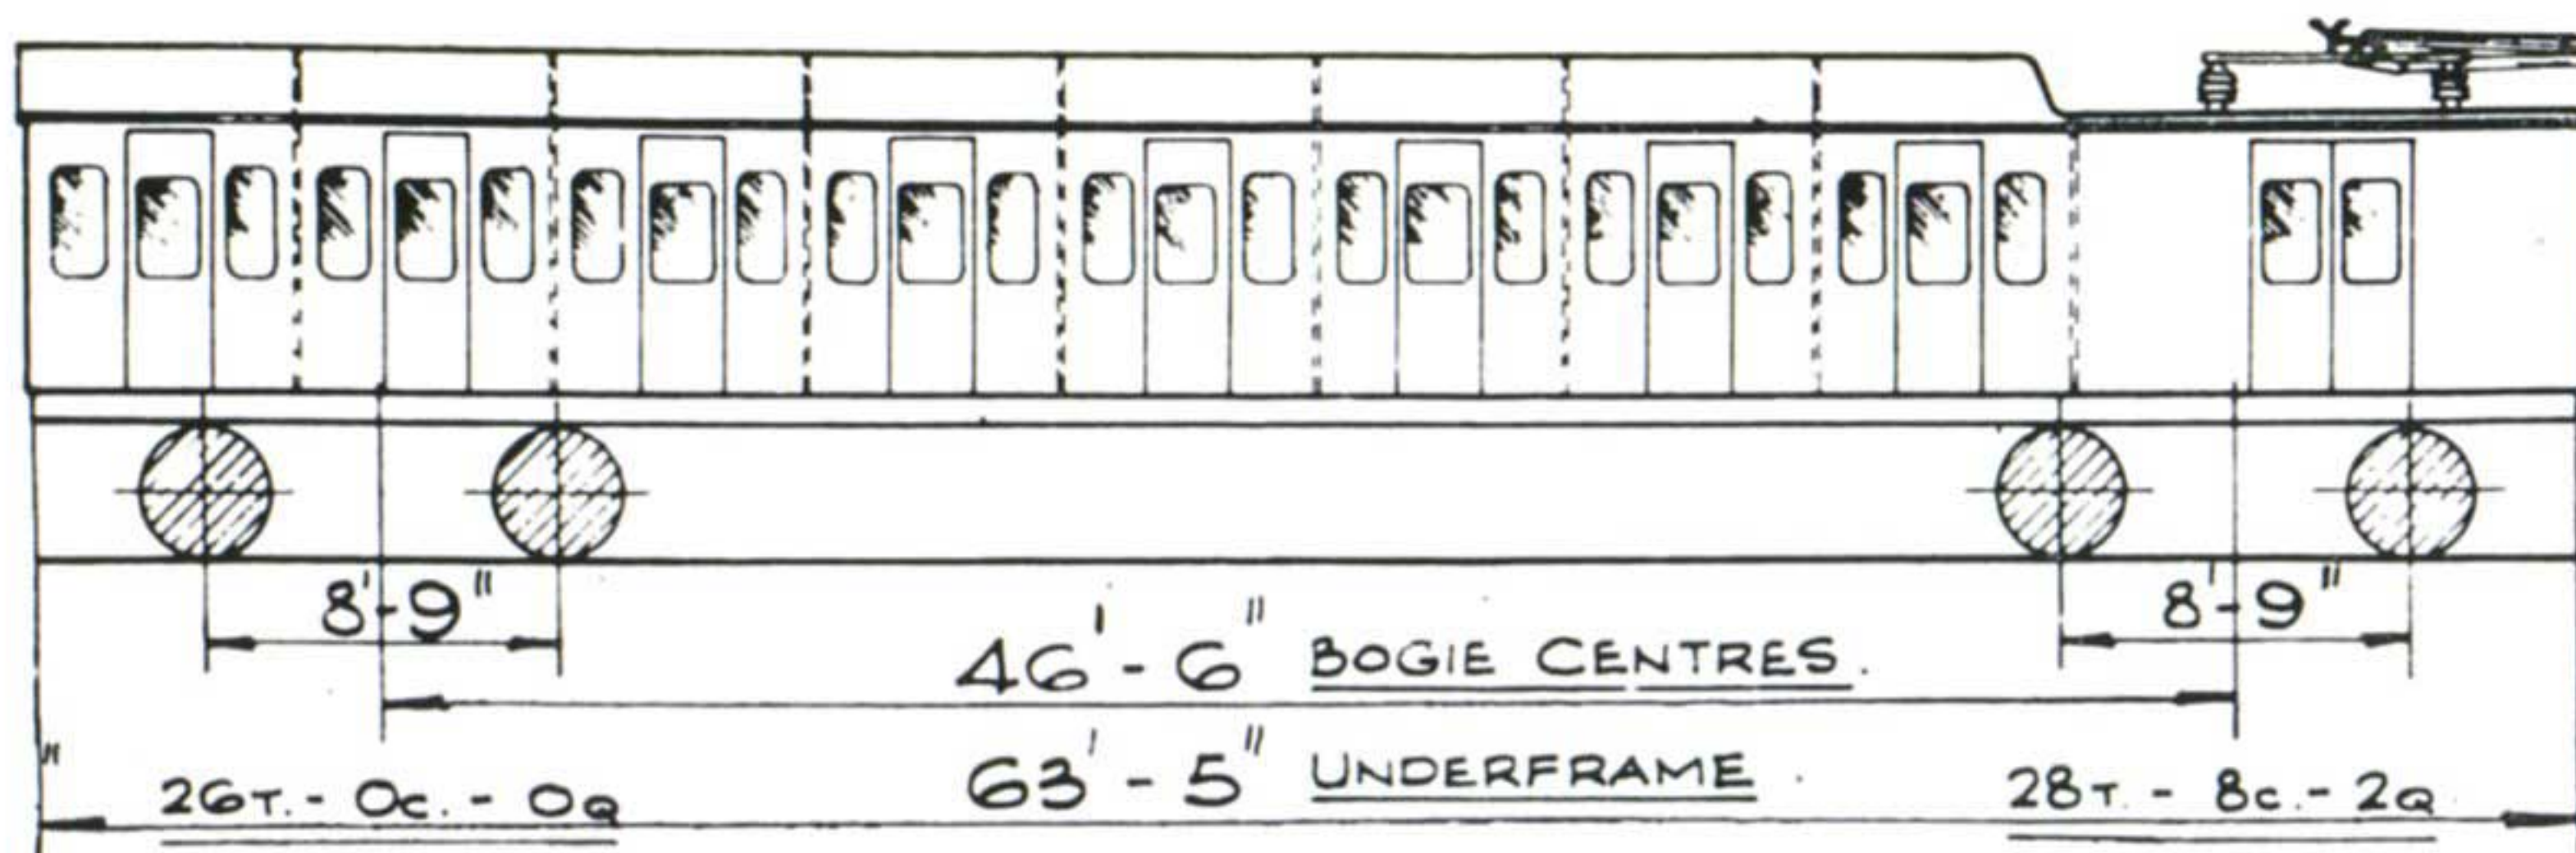 8'-9" 8'-9"
46'-6" BOGIE CENTRES.
"
63'-5" UNDERFRAME.
26T.-0C.-0Q 28T.-8C.-2Q